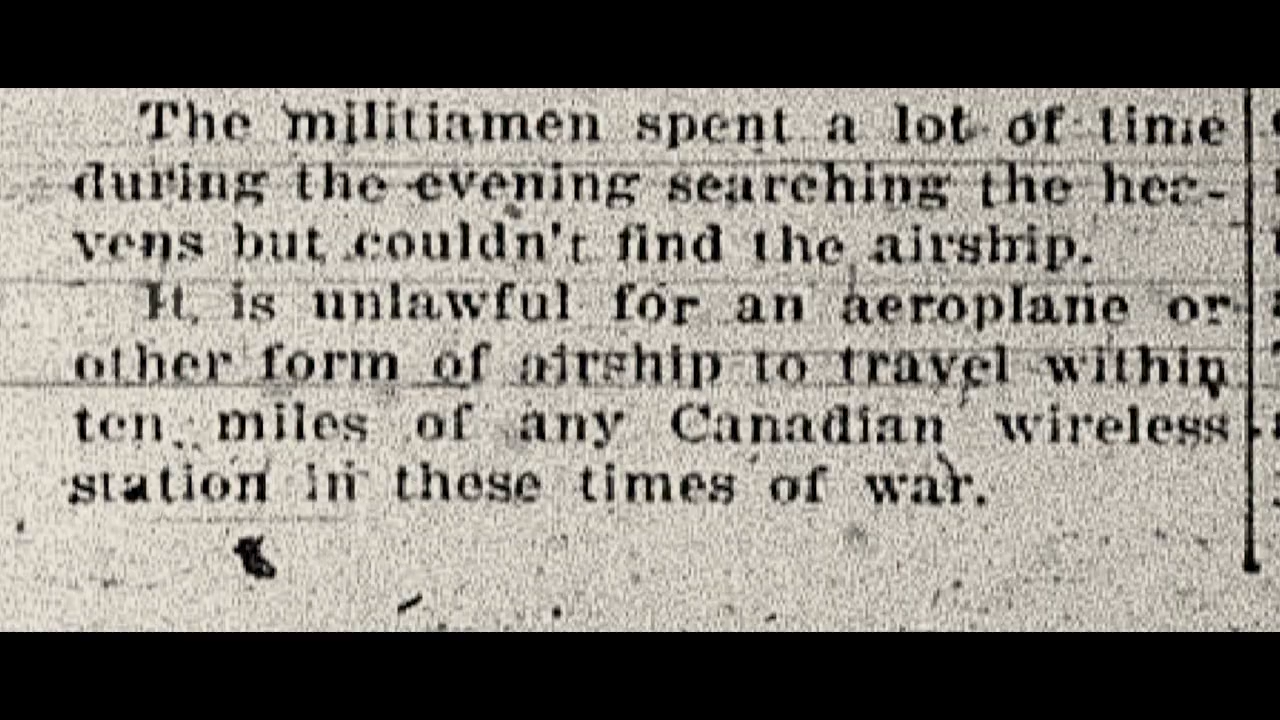 The militiamen spent a lot of time
during the evening searching the hea-
vens but couldn't find the airship.
It is unlawful for an aeroplane or
other form of airship to travel within
ten miles of any Canadian wireless
station in these times of war.